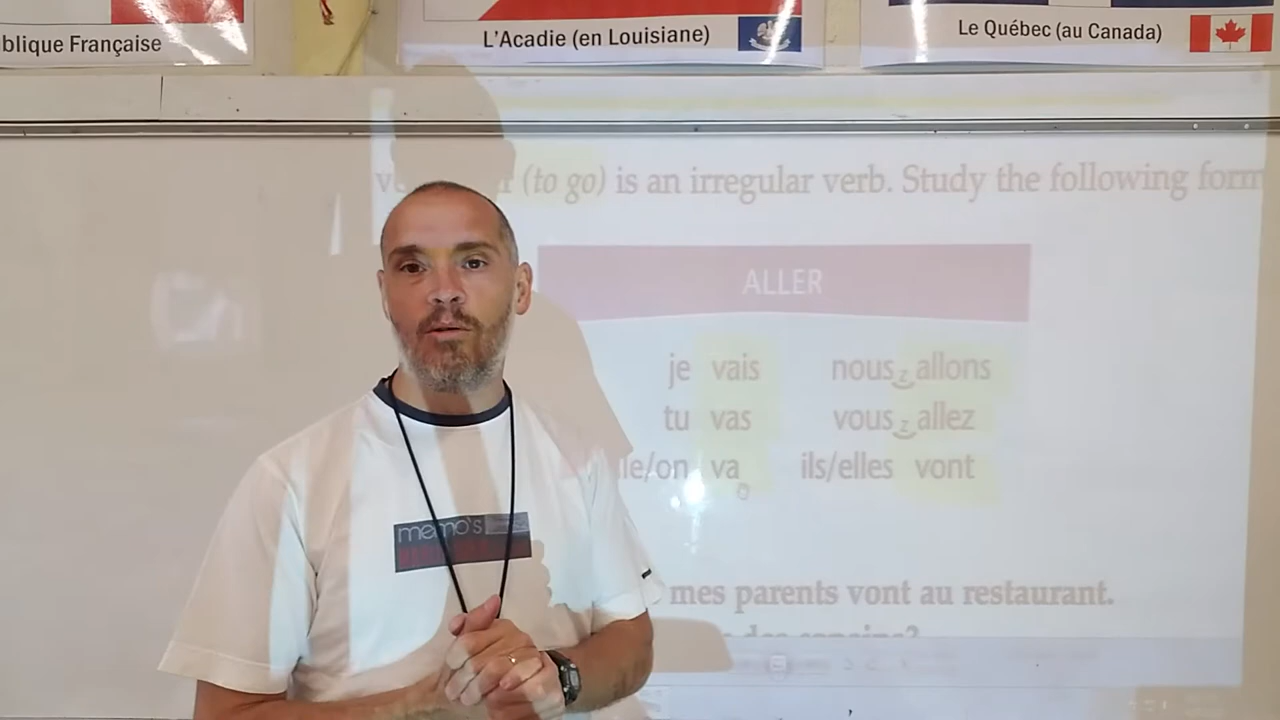 blique Française
L'Acadie (en Louisiane)
Le Québec (au Canada)
(to go) is an irregular verb. Study the following form
ALLER
je vais nous z allons
tu vas vous z allez
lle/on va ils/elles vont
memo's
mes parents vont au restaurant.